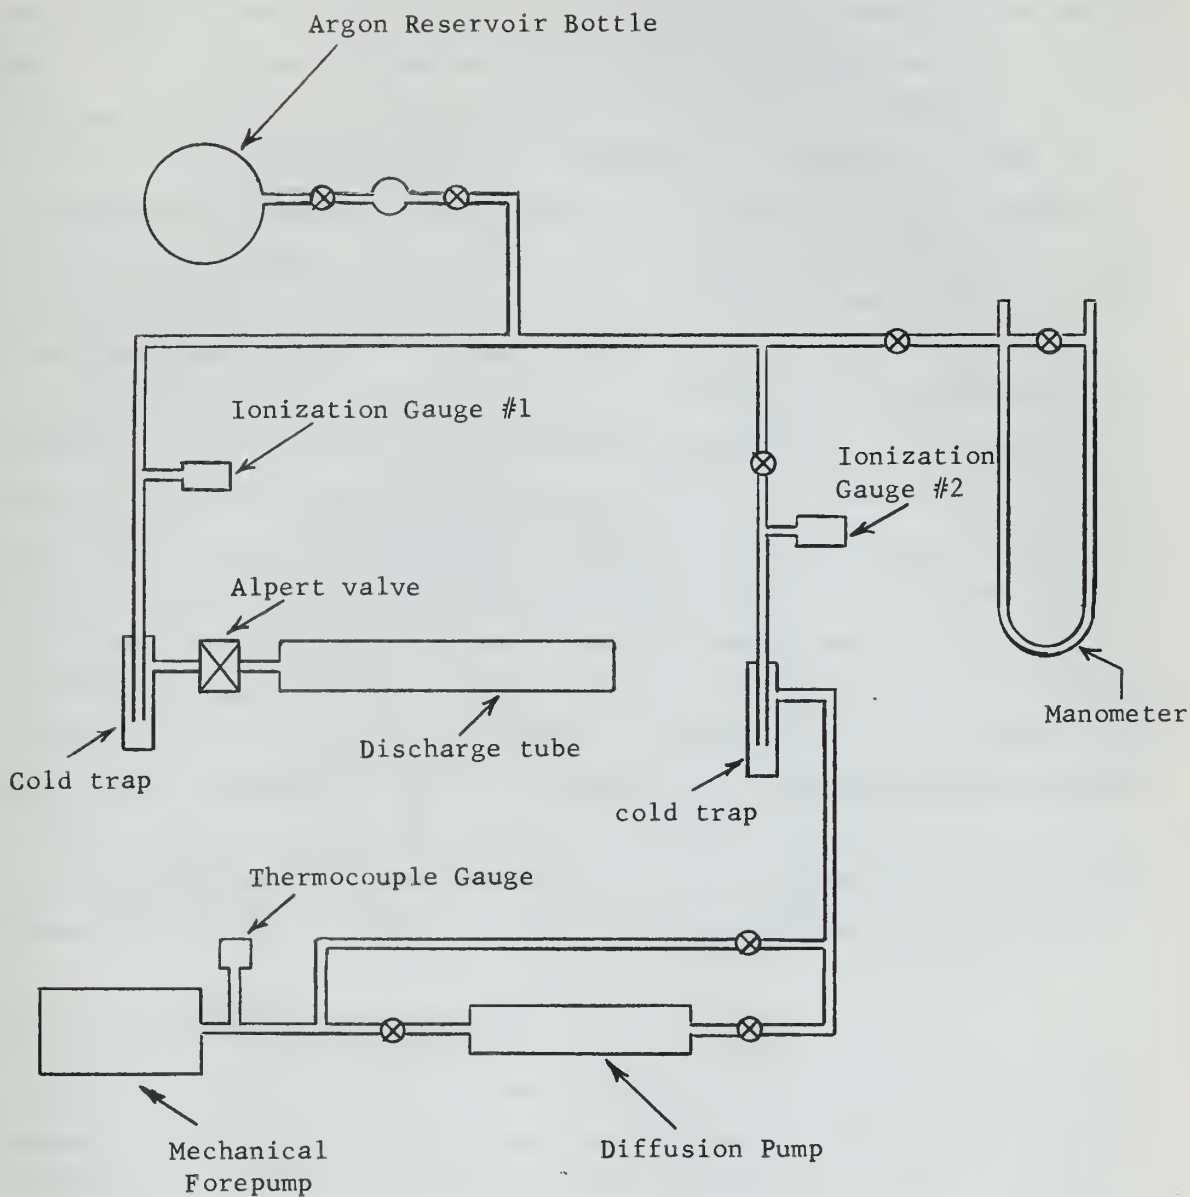 Argon Reservoir Bottle
Ionization Gauge #1
Ionization
Gauge #2
Alpert valve
Manometer
Discharge tube
Cold trap
cold trap
Thermocouple Gauge
Mechanical
Forepump
Diffusion Pump